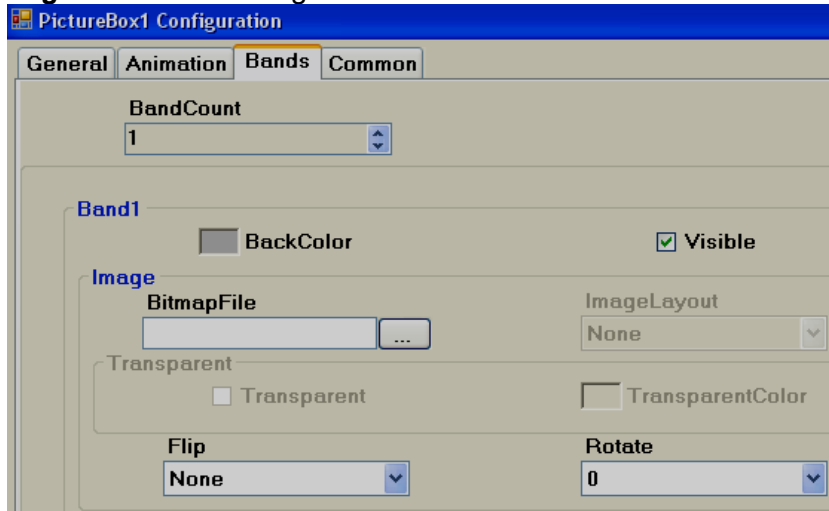 PictureBox1 Configuration
General Animation Bands Common
BandCount
1
Band1
BackColor Visible
Image
BitmapFile ImageLayout
... None
Transparent
Transparent TransparentColor
Flip Rotate
None 0